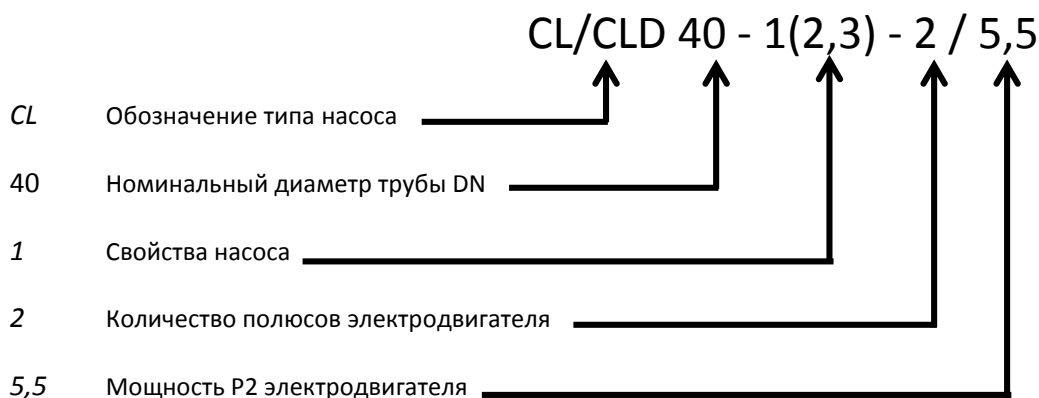 CL/CLD 40 - 1(2,3) - 2 / 5,5
CL Обозначение типа насоса
40 Номинальный диаметр трубы DN
1 Свойства насоса
2 Количество полюсов электродвигателя
5,5 Мощность P2 электродвигателя